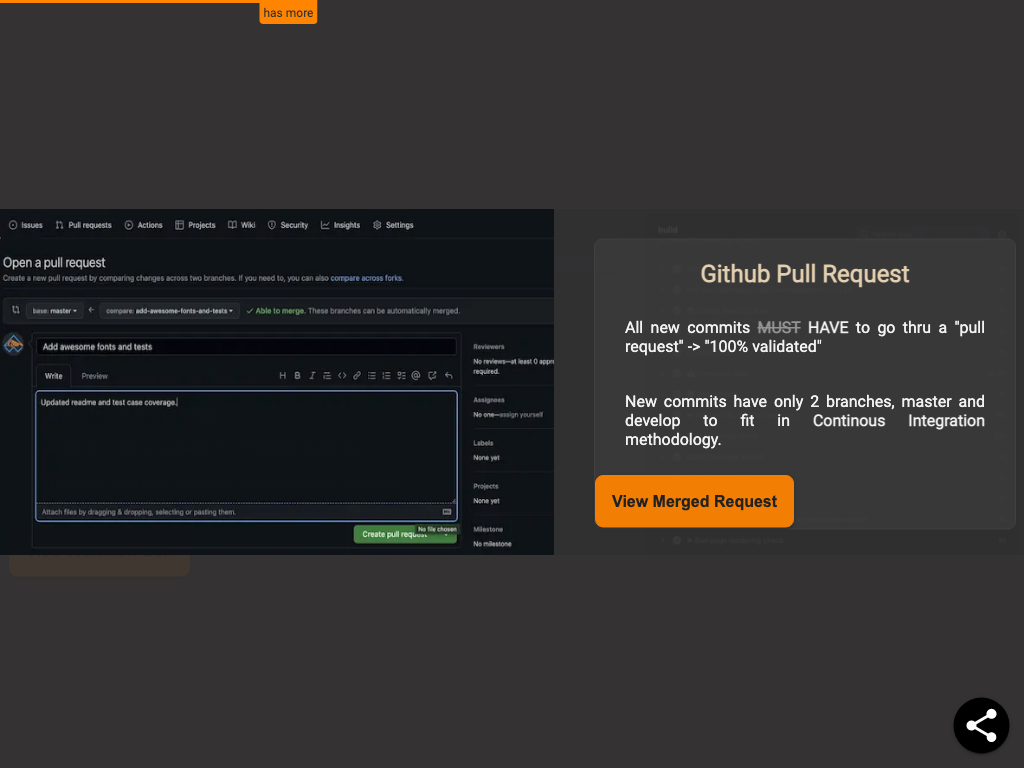 has more
Issues Pull requests Actions Projects Wiki Security Insights Settings
Open a pull request
Create a new pull request by comparing changes across two branches. If you need to, you can also compare across forks.
base: master compare: add-awesome-fonts-and-tests Able to merge. These branches can be automatically merged.
Add awesome fonts and tests
Write Preview
Updated readme and test case coverage.
Attach files by dragging & dropping, selecting or pasting them.
No file chosen
Create pull request
Reviewers
No reviews—at least 0 appro
required.
Assignees
No one—assign yourself
Labels
None yet
Projects
None yet
Milestone
No milestone
build
Github Pull Request
All new commits MUST HAVE to go thru a "pull
request" -> "100% validated"
New commits have only 2 branches, master and
develop to fit in Continous Integration
methodology.
View Merged Request